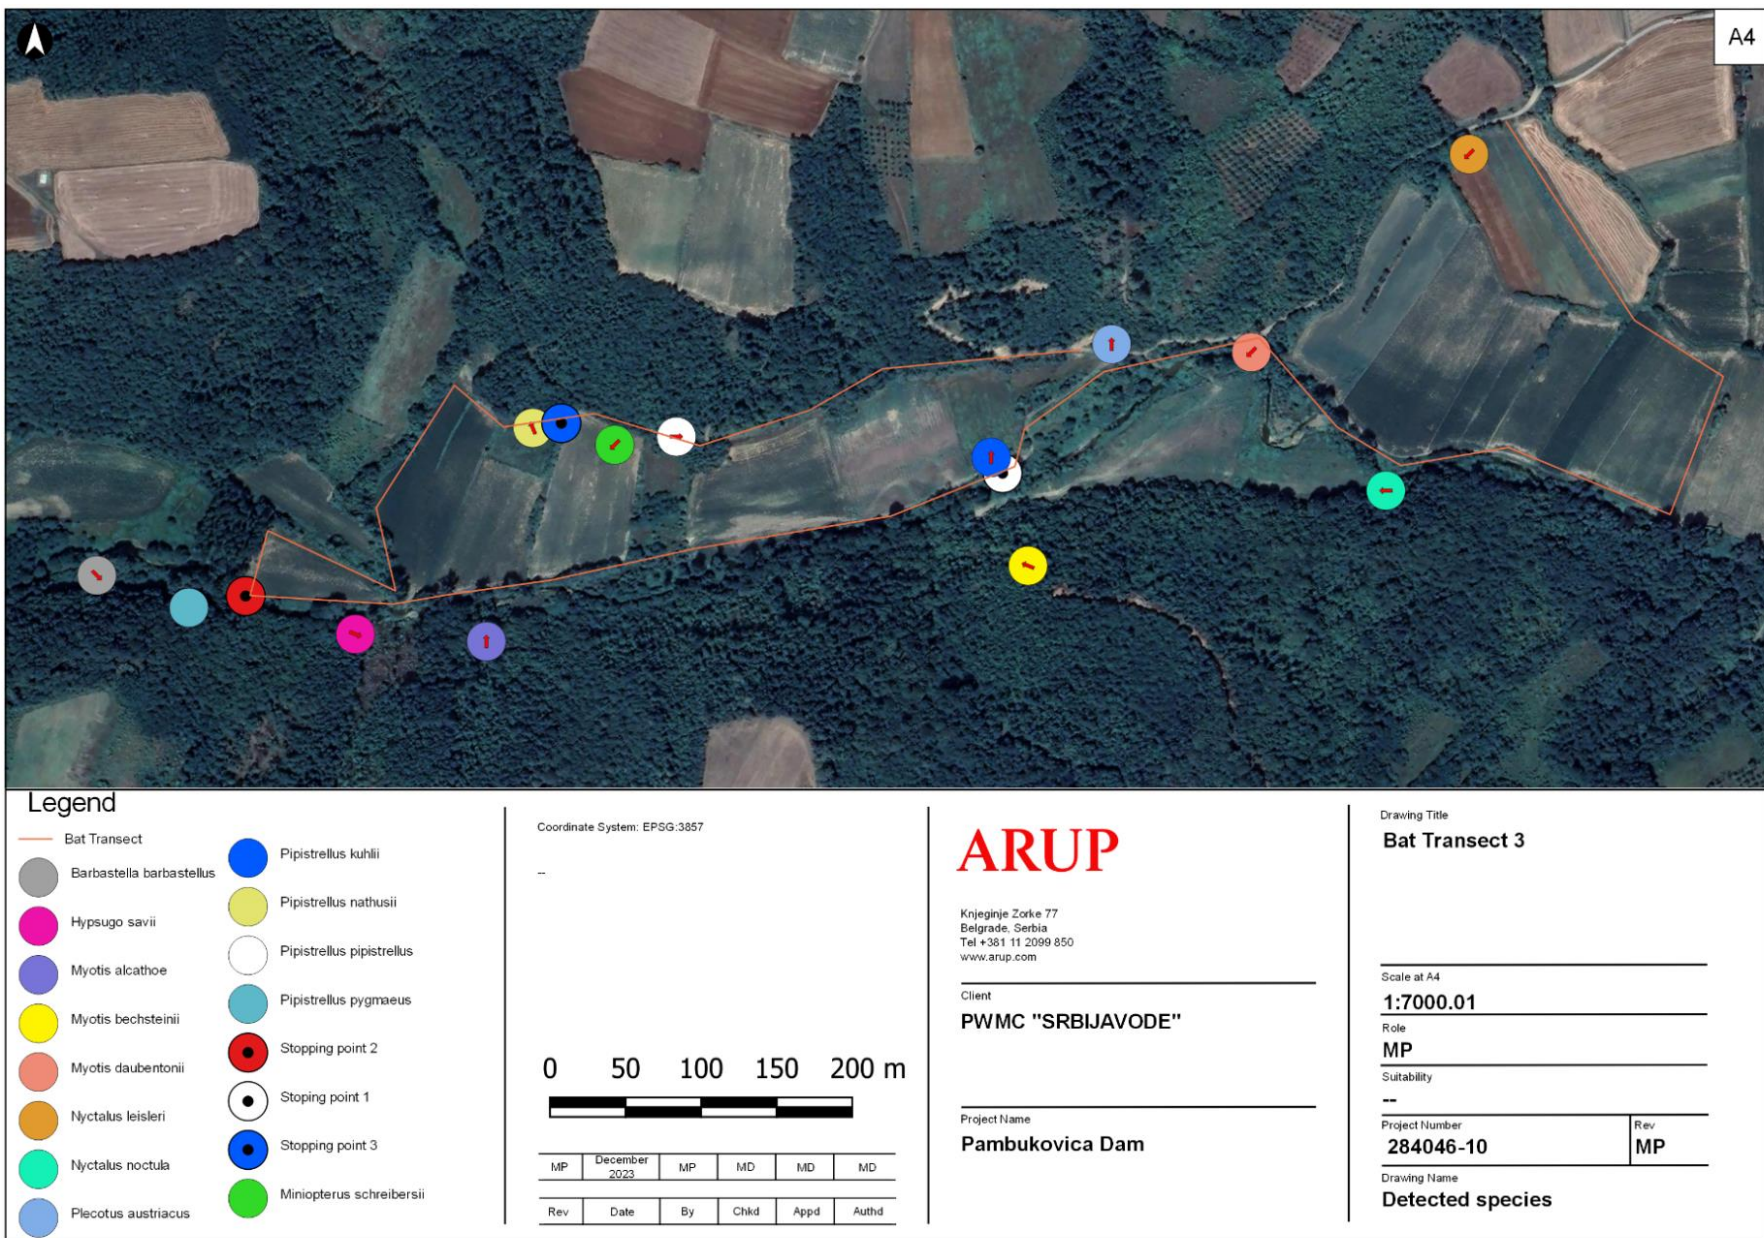 A4
Legend
Bat Transect
Barbastella barbastellus
Hypsugo savii
Myotis alcathoe
Myotis bechsteinii
Myotis daubentonii
Nyctalus leisleri
Nyctalus noctula
Plecotus austriacus
Pipistrellus kuhlii
Pipistrellus nathusii
Pipistrellus pipistrellus
Pipistrellus pygmaeus
Stopping point 2
Stoping point 1
Stopping point 3
Miniopterus schreibersii
Coordinate System: EPSG:3857
--
0 50 100 150 200 m
MP December 2023 MP MD MD MD
Rev Date By Chkd Appd Authd
ARUP
Knjeginje Zorke 77
Belgrade, Serbia
Tel +381 11 2099 850
www.arup.com
Client
PWMC "SRBIJAVODE"
Project Name
Pambukovica Dam
Drawing Title
Bat Transect 3
Scale at A4
1:7000.01
Role
MP
Suitability
--
Project Number Rev
284046-10 MP
Drawing Name
Detected species